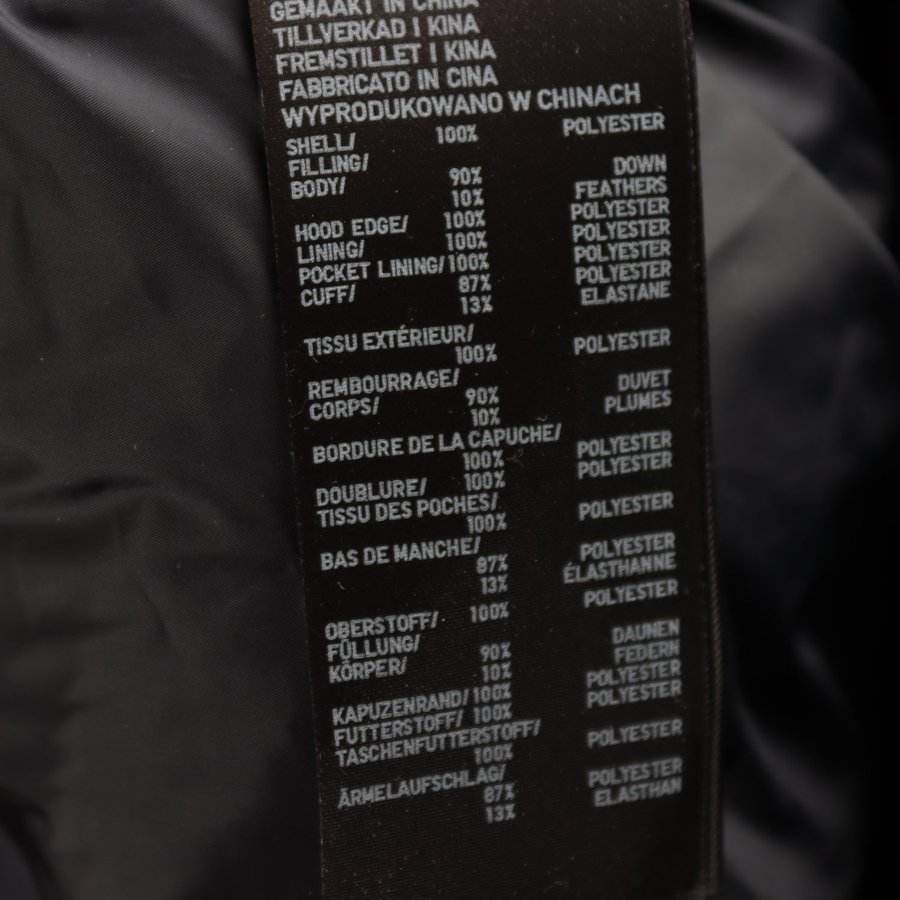 GEMAAKT IN CHINA
TILLVERKAD I KINA
FREMSTILLET I KINA
FABBRICATO IN CINA
WYPRODUKOWANO W CHINACH
SHELL/ 100% POLYESTER
FILLING/
BODY/ 90% DOWN
10% FEATHERS
HOOD EDGE/ 100% POLYESTER
LINING/ 100% POLYESTER
POCKET LINING/ 100% POLYESTER
CUFF/ 87% POLYESTER
13% ELASTANE
TISSU EXTÉRIEUR/
100% POLYESTER
REMBOURRAGE/
CORPS/ 90% DUVET
10% PLUMES
BORDURE DE LA CAPUCHE/
100% POLYESTER
DOUBLURE/ 100% POLYESTER
TISSU DES POCHES/
100% POLYESTER
BAS DE MANCHE/
87% POLYESTER
13% ÉLASTHANNE
OBERSTOFF/ 100% POLYESTER
FÜLLUNG/
KÖRPER/ 90% DAUNEN
10% FEDERN
KAPUZENRAND/ 100% POLYESTER
FUTTERSTOFF/ 100% POLYESTER
TASCHENFUTTERSTOFF/
100% POLYESTER
ÄRMELAUFSCHLAG/
87% POLYESTER
13% ELASTHAN